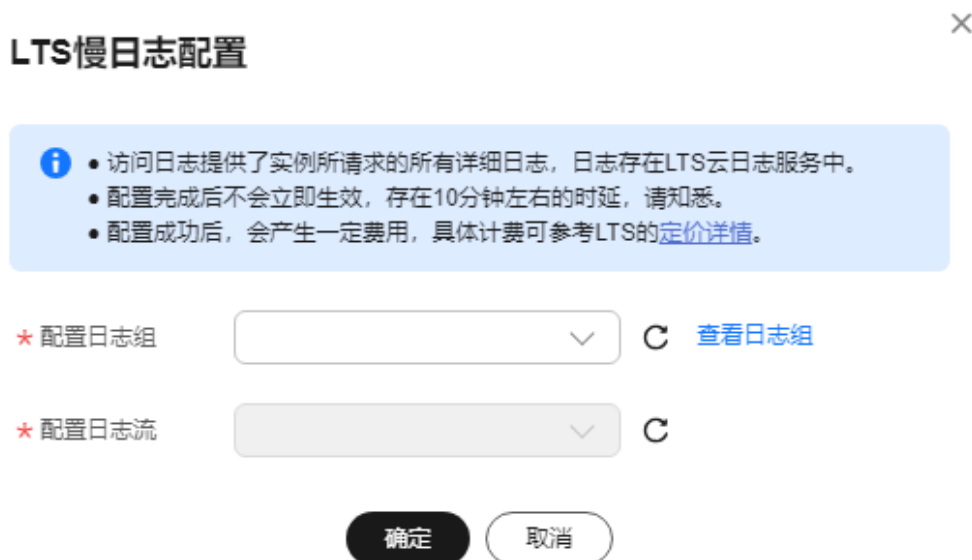 LTS慢日志配置
● 访问日志提供了实例所请求的所有详细日志，日志存在LTS云日志服务中。
● 配置完成后不会立即生效，存在10分钟左右的时延，请知悉。
● 配置成功后，会产生一定费用，具体计费可参考LTS的定价详情。
* 配置日志组 查看日志组
* 配置日志流
确定 取消